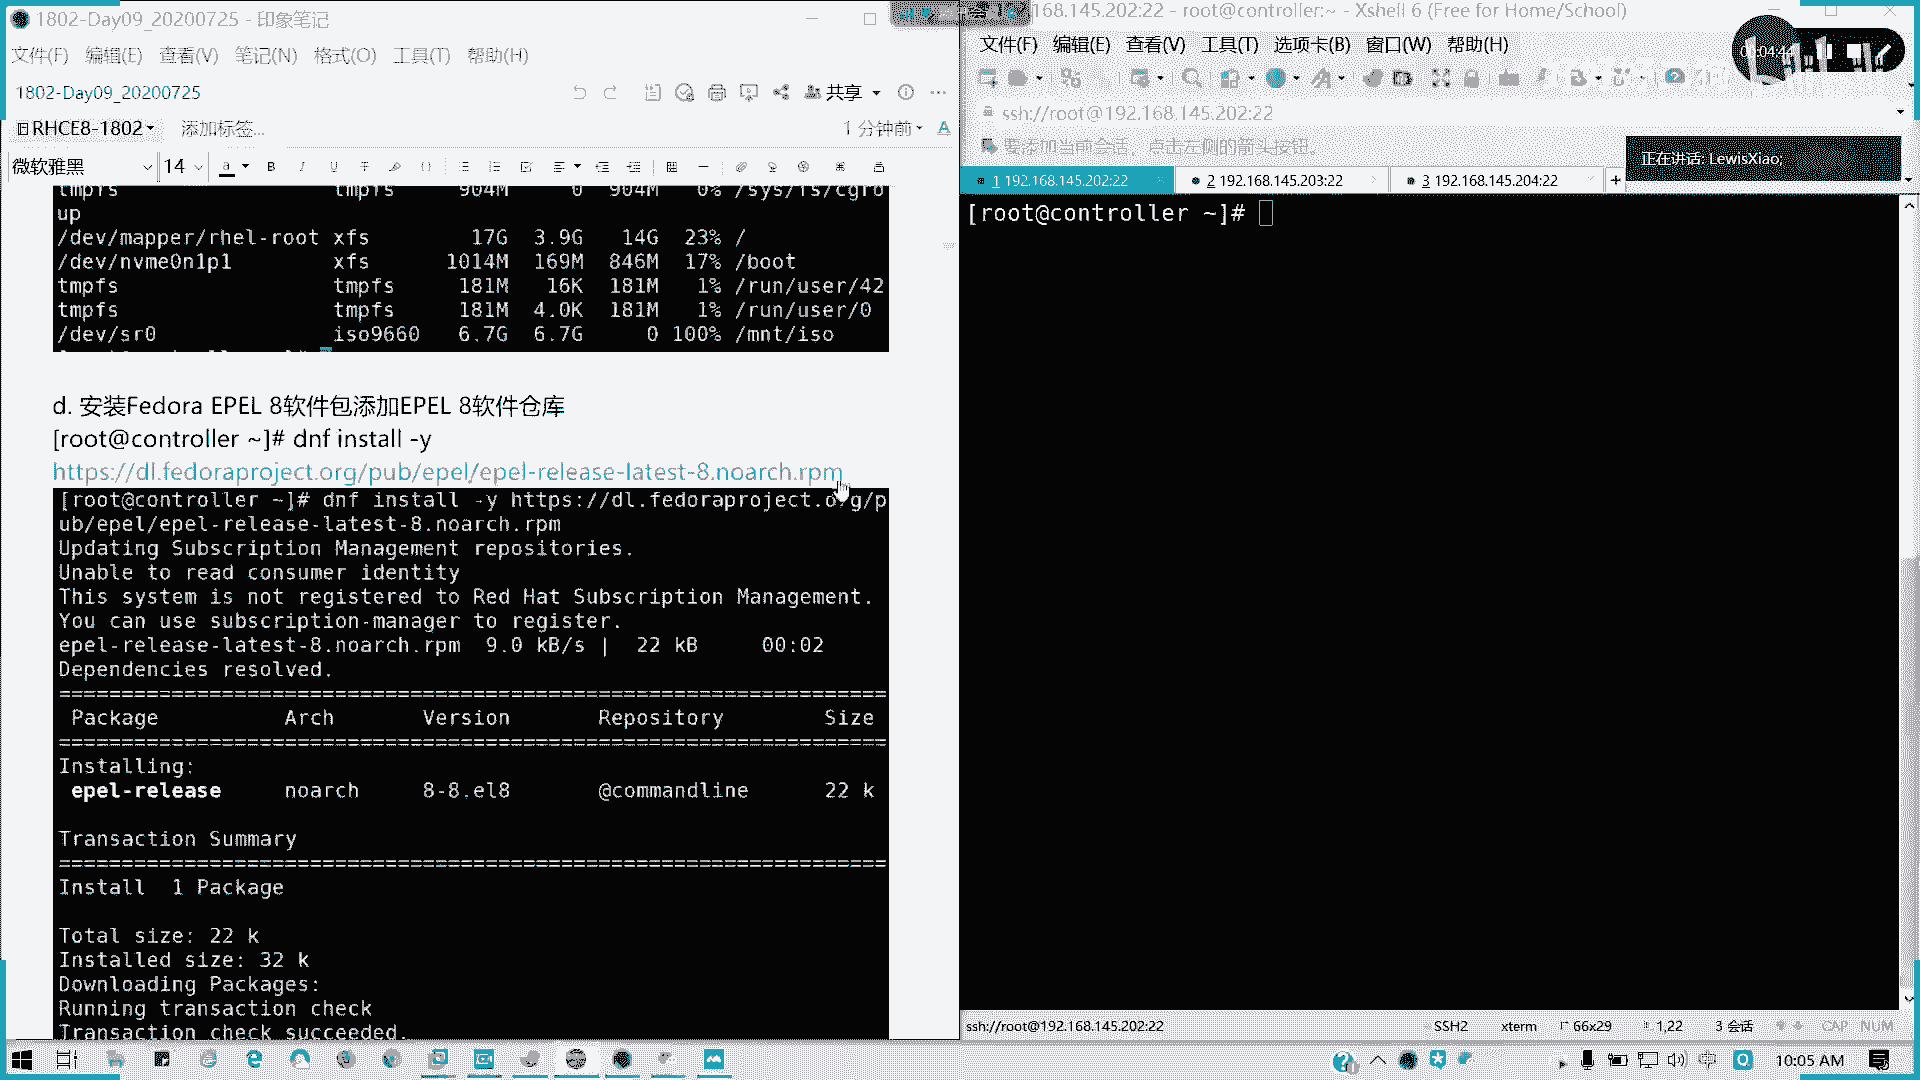 1802-Day09_20200725 - 印象笔记
文件(F) 编辑(E) 查看(V) 笔记(N) 格式(O) 工具(T) 帮助(H)
1802-Day09_20200725
共享
RHCE8-1802
添加标签...
1 分钟前
微软雅黑 14
tmpfs tmpfs 904M 0 904M 0% /sys/fs/cgro
up
/dev/mapper/rhel-root xfs 17G 3.9G 14G 23% /
/dev/nvme0n1p1 xfs 1014M 169M 846M 17% /boot
tmpfs tmpfs 181M 16K 181M 1% /run/user/42
tmpfs tmpfs 181M 4.0K 181M 1% /run/user/0
/dev/sr0 iso9660 6.7G 6.7G 0 100% /mnt/iso
d. 安装Fedora EPEL 8软件包添加EPEL 8软件仓库
[root@controller ~]# dnf install -y
https://dl.fedoraproject.org/pub/epel/epel-release-latest-8.noarch.rpm
[root@controller ~]# dnf install -y https://dl.fedoraproject.org/p
ub/epel/epel-release-latest-8.noarch.rpm
Updating Subscription Management repositories.
Unable to read consumer identity
This system is not registered to Red Hat Subscription Management.
You can use subscription-manager to register.
epel-release-latest-8.noarch.rpm 9.0 kB/s | 22 kB 00:02
Dependencies resolved.
Package Arch Version Repository Size
Installing:
epel-release noarch 8-8.el8 @commandline 22 k
Transaction Summary
Install 1 Package
Total size: 22 k
Installed size: 32 k
Downloading Packages:
Running transaction check
Transaction check succeeded.
168.145.202:22 - root@controller:~ - Xshell 6 (Free for Home/School)
文件(F) 编辑(E) 查看(V) 工具(T) 选项卡(B) 窗口(W) 帮助(H)
00:04:44
ssh://root@192.168.145.202:22
要添加当前会话，点击左侧的箭头按钮。
正在讲话: LewisXiao;
1 192.168.145.202:22
2 192.168.145.203:22
3 192.168.145.204:22
[root@controller ~]#
ssh://root@192.168.145.202:22 SSH2 xterm 66x29 1,22 3 会话 CAP NUM
中 10:05 AM